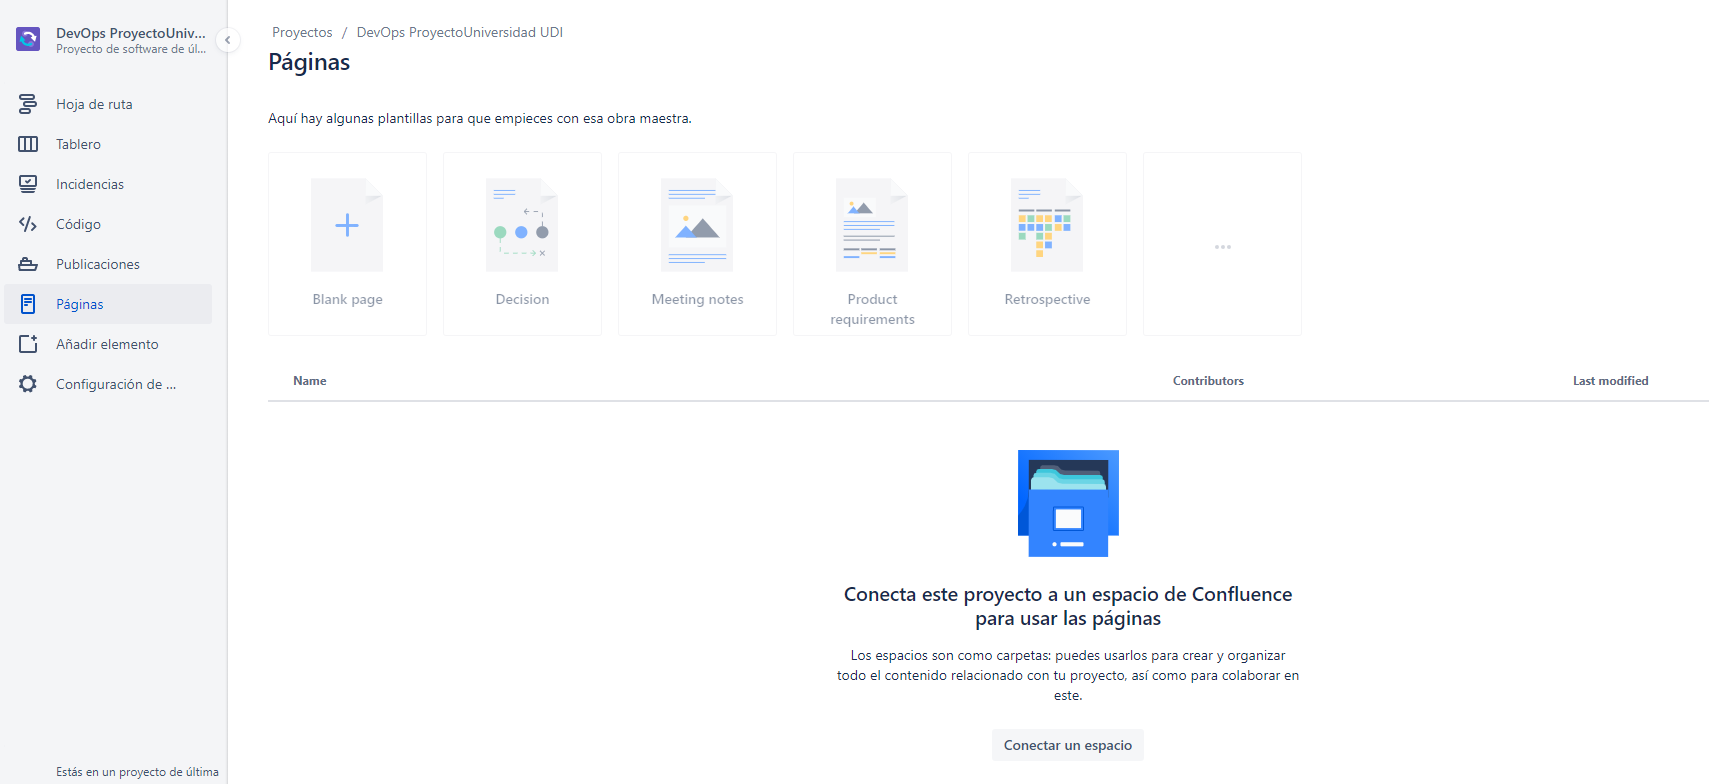 DevOps ProyectoUniv...
Proyecto de software de úl...
Hoja de ruta
Tablero
Incidencias
Código
Publicaciones
Páginas
Añadir elemento
Configuración de ...
Estás en un proyecto de última
Proyectos / DevOps ProyectoUniversidad UDI
Páginas
Aquí hay algunas plantillas para que empieces con esa obra maestra.
Blank page
Decision
Meeting notes
Product
requirements
Retrospective
...
Name Contributors Last modified
Conecta este proyecto a un espacio de Confluence
para usar las páginas
Los espacios son como carpetas: puedes usarlos para crear y organizar
todo el contenido relacionado con tu proyecto, así como para colaborar en
este.
Conectar un espacio